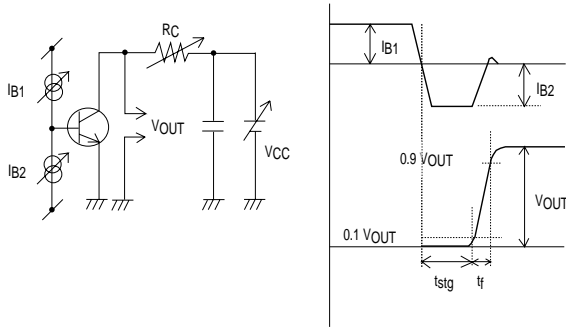 RC
IB1
IB2
VOUT
VCC
IB1
IB2
0.9 VOUT
VOUT
0.1 VOUT
tstg
tf